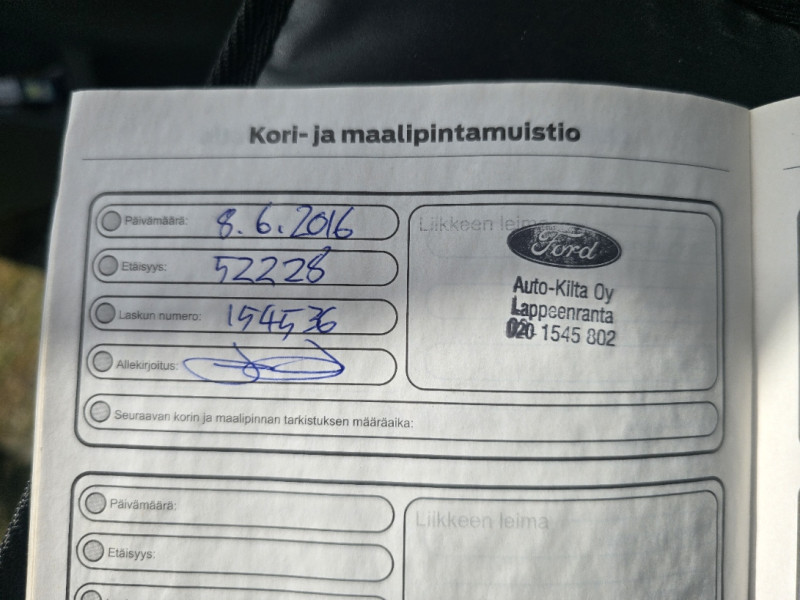 Kori- ja maalipintamuistio
Päivämäärä: 8.6.2016
Etäisyys: 52228
Laskun numero: 154536
Allekirjoitus:
Liikkeen leima
Ford
Auto-Kilta Oy
Lappeenranta
020 1545 802
Seuraavan korin ja maalipinnan tarkistuksen määräaika:
Päivämäärä:
Etäisyys:
Liikkeen leima